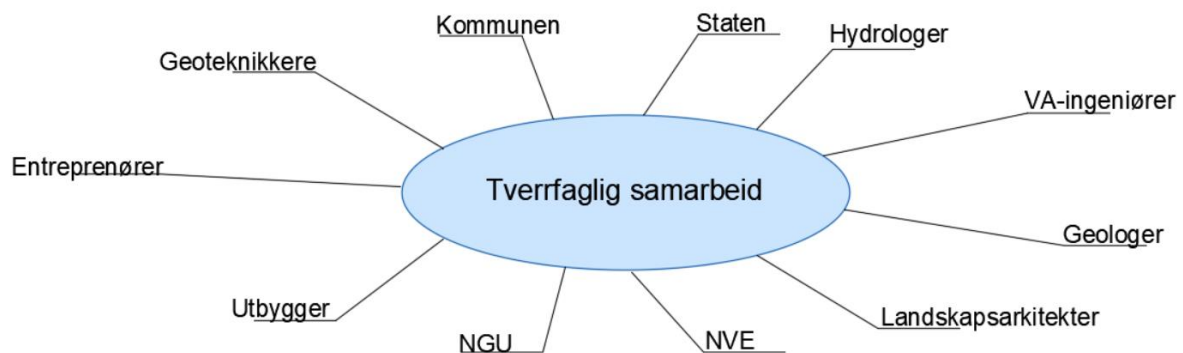 Kommunen
Staten
Hydrologer
Geoteknikkere
VA-ingeniører
Entreprenører
Tverrfaglig samarbeid
Geologer
Utbygger
Landskapsarkitekter
NGU
NVE